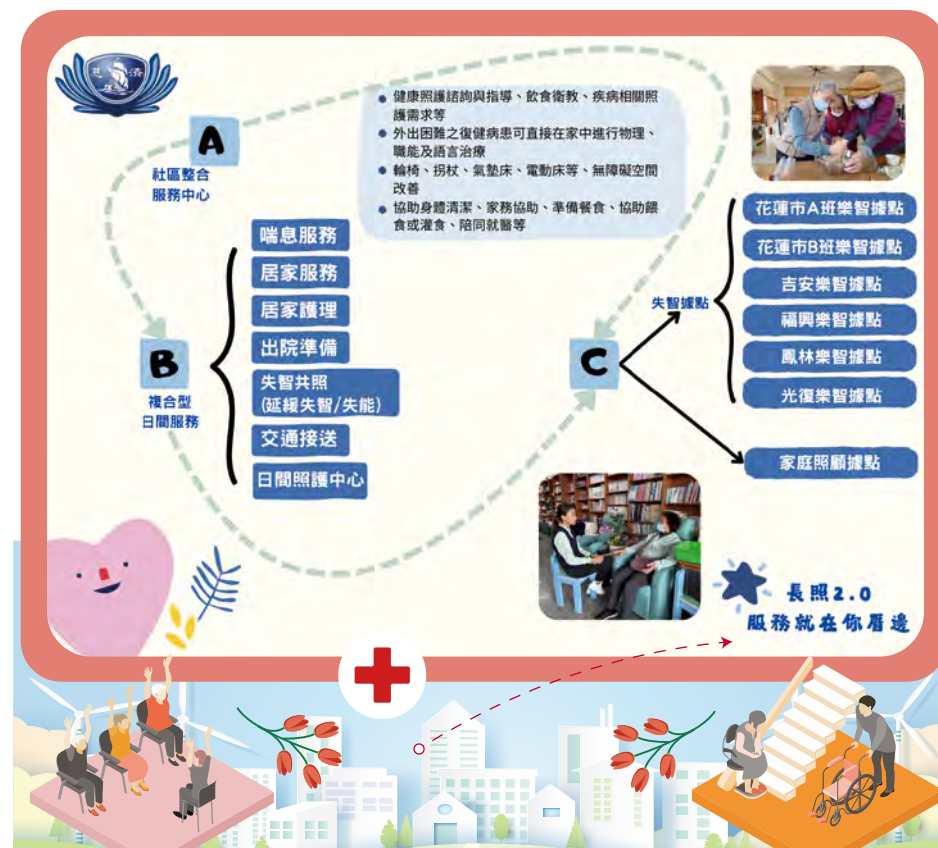 慈濟
A
社區整合
服務中心
● 健康照護諮詢與指導、飲食衛教、疾病相關照
護需求等
● 外出困難之復健病患可直接在家中進行物理、
職能及語言治療
● 輪椅、拐杖、氣墊床、電動床等、無障礙空間
改善
● 協助身體清潔、家務協助、準備餐食、協助餵
食或灌食、陪同就醫等
B
複合型
日間服務
喘息服務
居家服務
居家護理
出院準備
失智共照
(延緩失智/失能)
交通接送
日間照護中心
C
失智據點
花蓮市A班樂智據點
花蓮市B班樂智據點
吉安樂智據點
福興樂智據點
鳳林樂智據點
光復樂智據點
家庭照顧據點
長照2.0
服務就在你厝邊